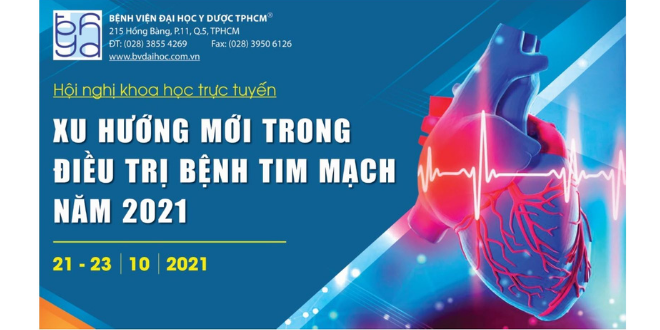 BỆNH VIỆN ĐẠI HỌC Y DƯỢC TPHCM®
215 Hồng Bàng, P.11, Q.5, TPHCM
ĐT: (028) 3855 4269 Fax: (028) 3950 6126
www.bvdaihoc.com.vn
Hội nghị khoa học trực tuyến
XU HƯỚNG MỚI TRONG
ĐIỀU TRỊ BỆNH TIM MẠCH
NĂM 2021
21 - 23 | 10 | 2021